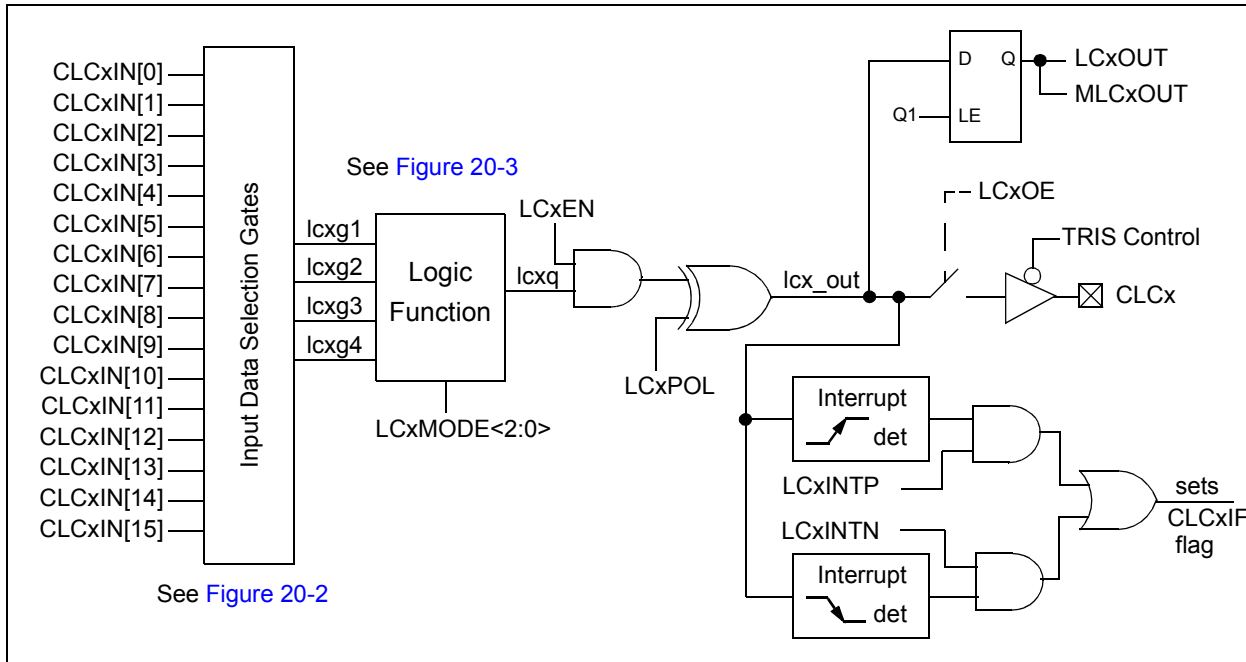 CLCxIN[0]
CLCxIN[1]
CLCxIN[2]
CLCxIN[3]
CLCxIN[4]
CLCxIN[5]
CLCxIN[6]
CLCxIN[7]
CLCxIN[8]
CLCxIN[9]
CLCxIN[10]
CLCxIN[11]
CLCxIN[12]
CLCxIN[13]
CLCxIN[14]
CLCxIN[15]
Input Data Selection Gates
See Figure 20-2
lcxg1
lcxg2
lcxg3
lcxg4
See Figure 20-3
Logic
Function
LCxMODE<2:0>
LCxEN
lcxq
LCxPOL
lcx_out
D
Q
Q1
LE
LCxOUT
MLCxOUT
LCxOE
TRIS Control
CLCx
Interrupt
det
LCxINTP
LCxINTN
Interrupt
det
sets
CLCxIF
flag